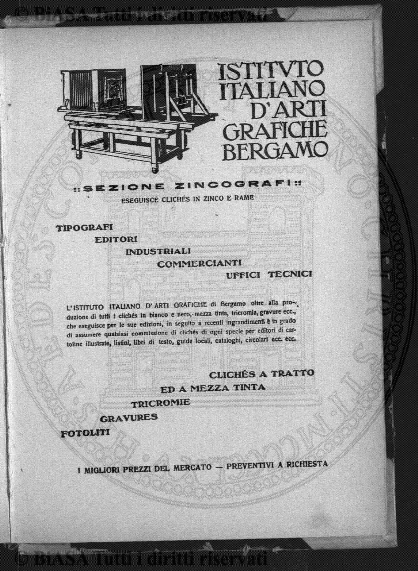 © BiASA Tutti i diritti riservati
ISTITVTO
ITALIANO
D'ARTI
GRAFICHE
BERGAMO
:: SEZIONE ZINCOGRAFI ::
ESEGUISCE CLICHÉS IN ZINCO E RAME
TIPOGRAFI
EDITORI
INDUSTRIALI
COMMERCIANTI
UFFICI TECNICI
L'ISTITUTO ITALIANO D'ARTI GRAFICHE di Bergamo oltre alla pro-
duzione di tutti i clichés in bianco e nero, mezza tinta, tricromia, gravure ecc.,
che eseguisce per le sue edizioni, in seguito a recenti ingrandimenti è in grado
di assumere qualsiasi commissione di clichés di ogni specie per editori di car-
toline illustrate, listini, libri di testo, guide locali, cataloghi, circolari ecc. ecc.
CLICHÉS A TRATTO
ED A MEZZA TINTA
TRICROMIE
GRAVURES
FOTOLITI
I MIGLIORI PREZZI DEL MERCATO — PREVENTIVI A RICHIESTA
© BiASA Tutti i diritti riservati